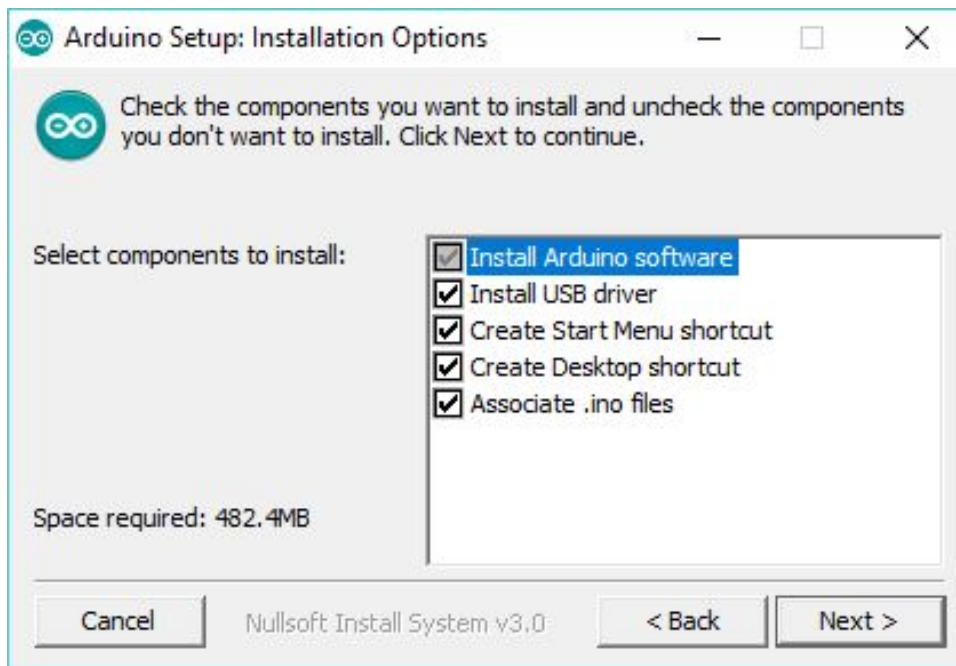 Arduino Setup: Installation Options
Check the components you want to install and uncheck the components
you don't want to install. Click Next to continue.
Select components to install:
Install Arduino software
Install USB driver
Create Start Menu shortcut
Create Desktop shortcut
Associate .ino files
Space required: 482.4MB
Cancel
Nullsoft Install System v3.0
< Back
Next >